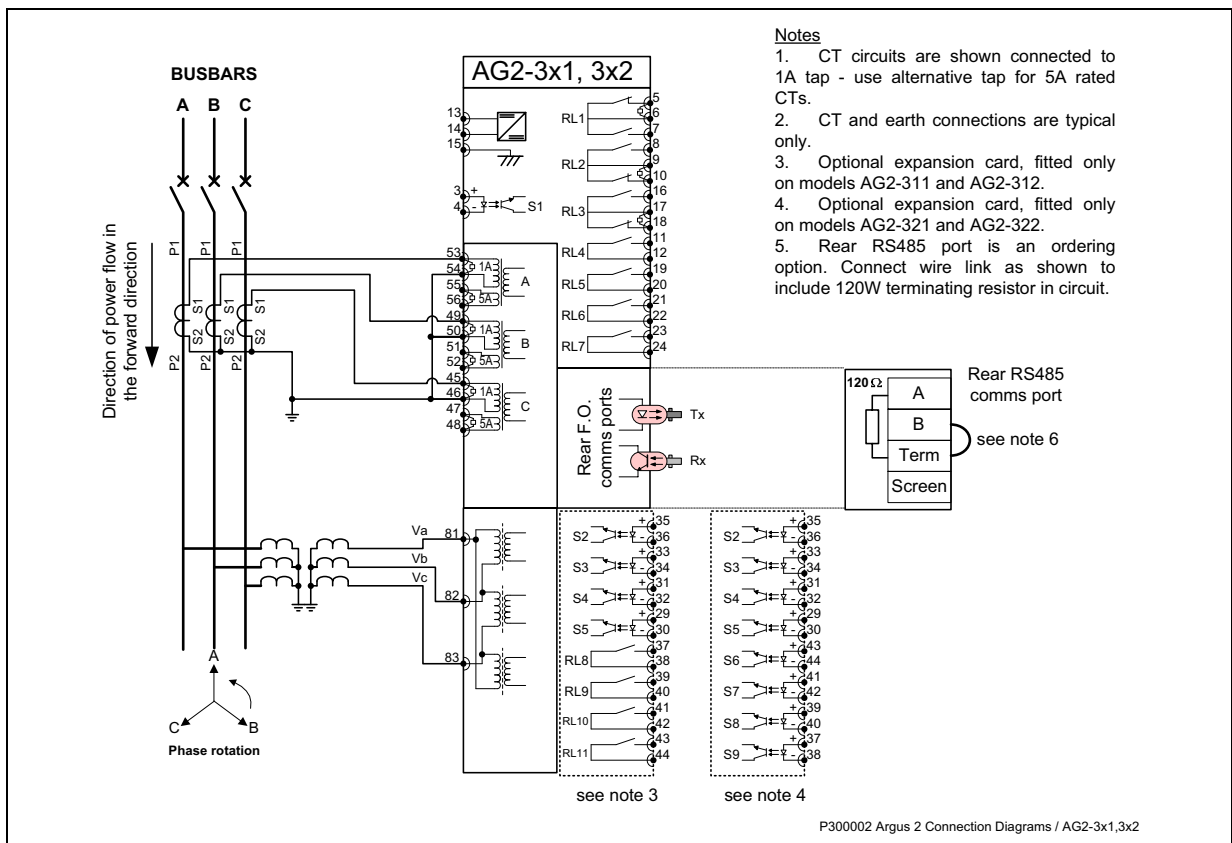 BUSBARS
A B C
AG2-3x1, 3x2
Notes
1. CT circuits are shown connected to
1A tap - use alternative tap for 5A rated
CTs.
2. CT and earth connections are typical
only.
3. Optional expansion card, fitted only
on models AG2-311 and AG2-312.
4. Optional expansion card, fitted only
on models AG2-321 and AG2-322.
5. Rear RS485 port is an ordering
option. Connect wire link as shown to
include 120W terminating resistor in circuit.
13
14
15
3 +
4 -
S1
RL1
5
6
7
RL2
8
9
10
RL3
16
17
18
RL4
11
12
RL5
19
20
RL6
21
22
RL7
23
24
Direction of power flow in
the forward direction
P1 P1 P1
S1 S1 S1
S2 S2 S2
P2 P2 P2
53
54 1A
55
56 5A
A
49
50 1A
51
52 5A
B
45
46 1A
47
48 5A
C
Rear F.O.
comms ports
Tx
Rx
120 Ω
A
B
Term
Screen
Rear RS485
comms port
see note 6
Va 81
Vb
82
Vc
83
S2 + 35
- 36
S3 + 33
- 34
S4 + 31
- 32
S5 + 29
- 30
RL8 37
38
RL9 39
40
RL10 41
42
RL11 43
44
see note 3
S2 + 35
- 36
S3 + 33
- 34
S4 + 31
- 32
S5 + 29
- 30
S6 + 43
- 44
S7 + 41
- 42
S8 + 39
- 40
S9 + 37
- 38
see note 4
A
C B
Phase rotation
P300002 Argus 2 Connection Diagrams / AG2-3x1,3x2